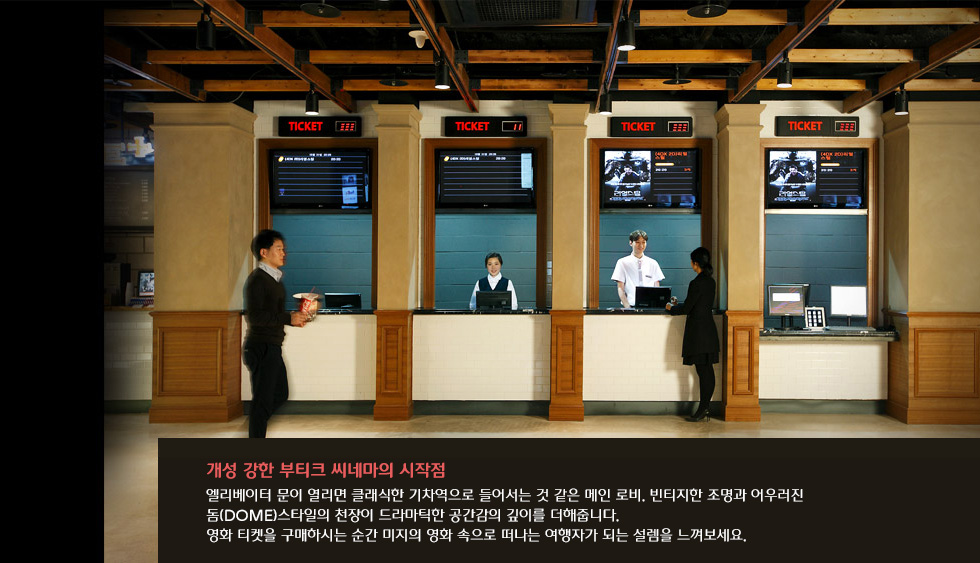 TICKET
TICKET 11
TICKET
TICKET
개성 강한 부티크 씨네마의 시작점
엘리베이터 문이 열리면 클래식한 기차역으로 들어서는 것 같은 메인 로비. 빈티지한 조명과 어우러진
돔(DOME)스타일의 천장이 드라마틱한 공간감의 깊이를 더해줍니다.
영화 티켓을 구매하시는 순간 미지의 영화 속으로 떠나는 여행자가 되는 설렘을 느껴보세요.